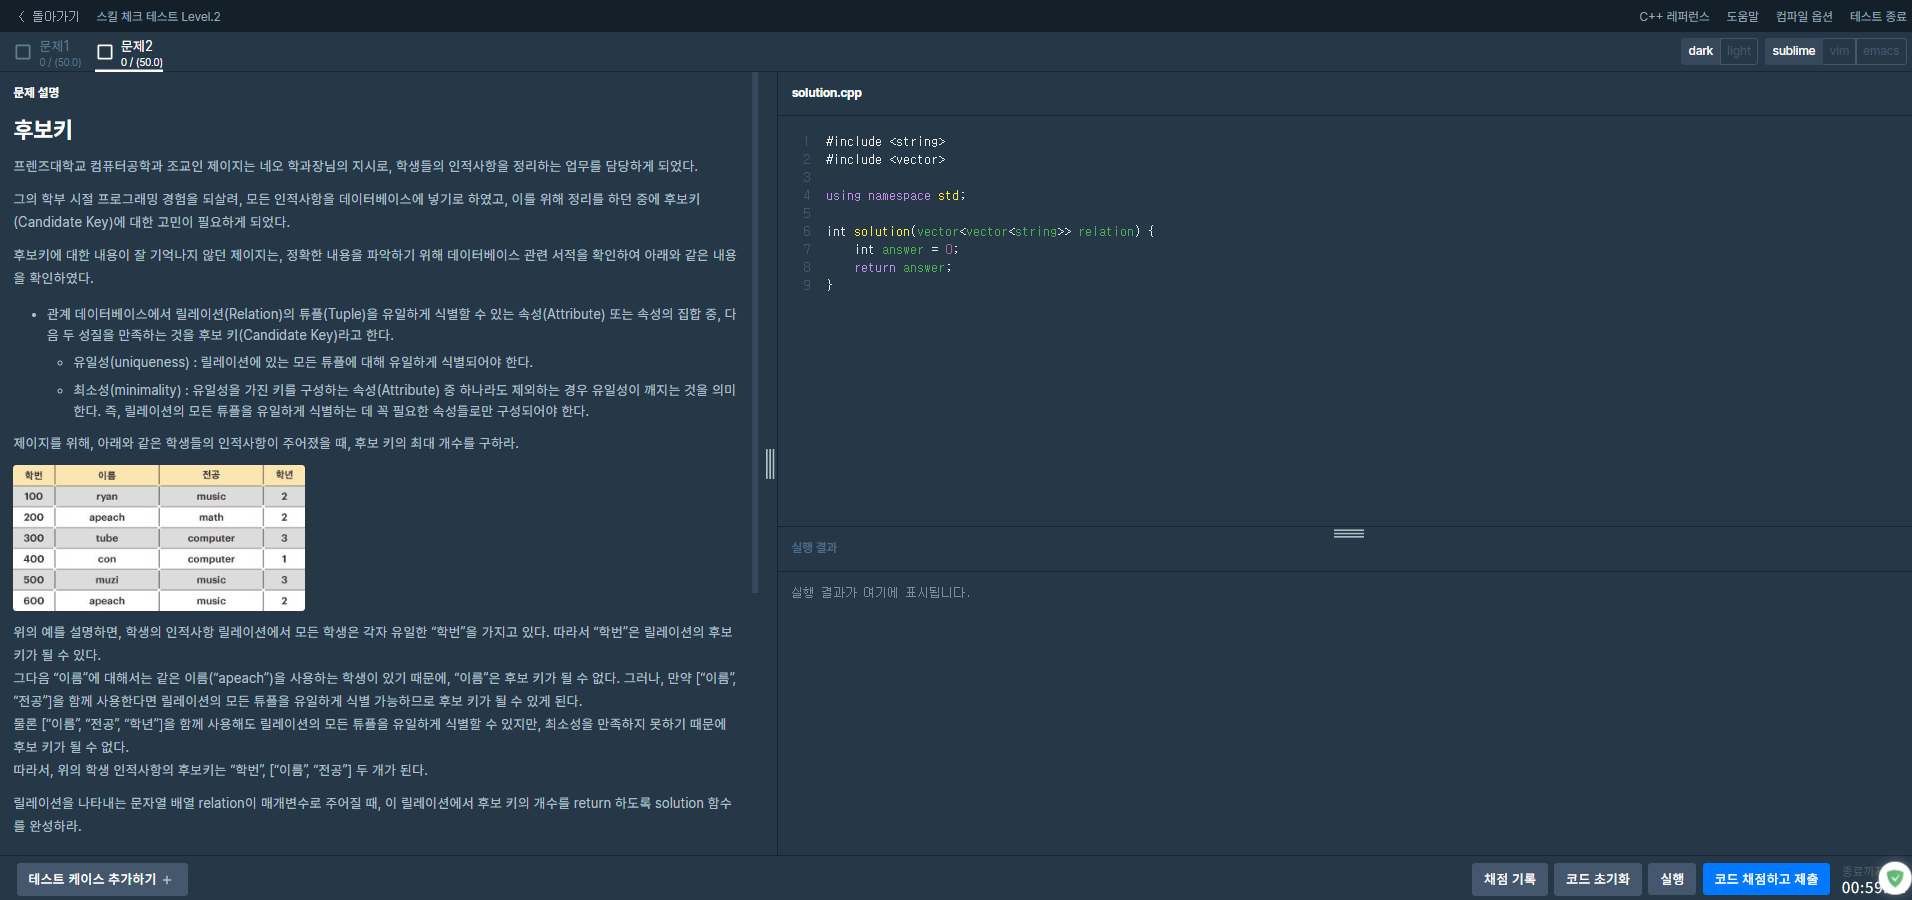 돌아가기 스킬 체크 테스트 Level.2 C++ 레퍼런스 도움말 컴파일 옵션 테스트 종료
문제1 문제2
0 / (50.0) 0 / (50.0) dark light sublime vim emacs
문제 설명
후보키
프렌즈대학교 컴퓨터공학과 조교인 제이지는 네오 학과장님의 지시로, 학생들의 인적사항을 정리하는 업무를 담당하게 되었다.
그의 학부 시절 프로그래밍 경험을 되살려, 모든 인적사항을 데이터베이스에 넣기로 하였고, 이를 위해 정리를 하던 중에 후보키
(Candidate Key)에 대한 고민이 필요하게 되었다.
후보키에 대한 내용이 잘 기억나지 않던 제이지는, 정확한 내용을 파악하기 위해 데이터베이스 관련 서적을 확인하여 아래와 같은 내용
을 확인하였다.
• 관계 데이터베이스에서 릴레이션(Relation)의 튜플(Tuple)을 유일하게 식별할 수 있는 속성(Attribute) 또는 속성의 집합 중, 다
음 두 성질을 만족하는 것을 후보 키(Candidate Key)라고 한다.
◦ 유일성(uniqueness) : 릴레이션에 있는 모든 튜플에 대해 유일하게 식별되어야 한다.
◦ 최소성(minimality) : 유일성을 가진 키를 구성하는 속성(Attribute) 중 하나라도 제외하는 경우 유일성이 깨지는 것을 의미
한다. 즉, 릴레이션의 모든 튜플을 유일하게 식별하는 데 꼭 필요한 속성들로만 구성되어야 한다.
제이지를 위해, 아래와 같은 학생들의 인적사항이 주어졌을 때, 후보 키의 최대 개수를 구하라.
학번 이름 전공 학년
100 ryan music 2
200 apeach math 2
300 tube computer 3
400 con computer 1
500 muzi music 3
600 apeach music 2
위의 예를 설명하면, 학생의 인적사항 릴레이션에서 모든 학생은 각자 유일한 “학번”을 가지고 있다. 따라서 “학번”은 릴레이션의 후보
키가 될 수 있다.
그다음 “이름”에 대해서는 같은 이름(“apeach”)을 사용하는 학생이 있기 때문에, “이름”은 후보 키가 될 수 없다. 그러나, 만약 [“이름”,
“전공”]을 함께 사용한다면 릴레이션의 모든 튜플을 유일하게 식별 가능하므로 후보 키가 될 수 있게 된다.
물론 [“이름”, “전공”, “학년”]을 함께 사용해도 릴레이션의 모든 튜플을 유일하게 식별할 수 있지만, 최소성을 만족하지 못하기 때문에
후보 키가 될 수 없다.
따라서, 위의 학생 인적사항의 후보키는 “학번”, [“이름”, “전공”] 두 개가 된다.
릴레이션을 나타내는 문자열 배열 relation이 매개변수로 주어질 때, 이 릴레이션에서 후보 키의 개수를 return 하도록 solution 함수
를 완성하라.
solution.cpp
1 #include <string>
2 #include <vector>
3
4 using namespace std;
5
6 int solution(vector<vector<string>> relation) {
7 int answer = 0;
8 return answer;
9 }
실행 결과
실행 결과가 여기에 표시됩니다.
테스트 케이스 추가하기 + 채점 기록 코드 초기화 실행 코드 채점하고 제출
종료까지
00:59